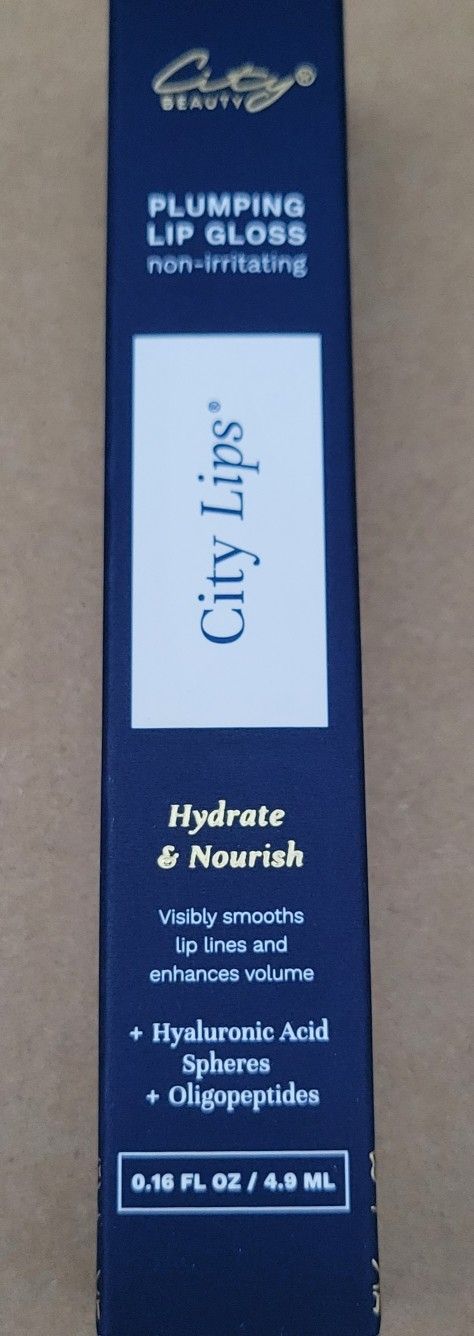 City®
BEAUTY
PLUMPING
LIP GLOSS
non-irritating
City Lips®
Hydrate
& Nourish
Visibly smooths
lip lines and
enhances volume
+ Hyaluronic Acid
Spheres
+ Oligopeptides
0.16 FL OZ / 4.9 ML